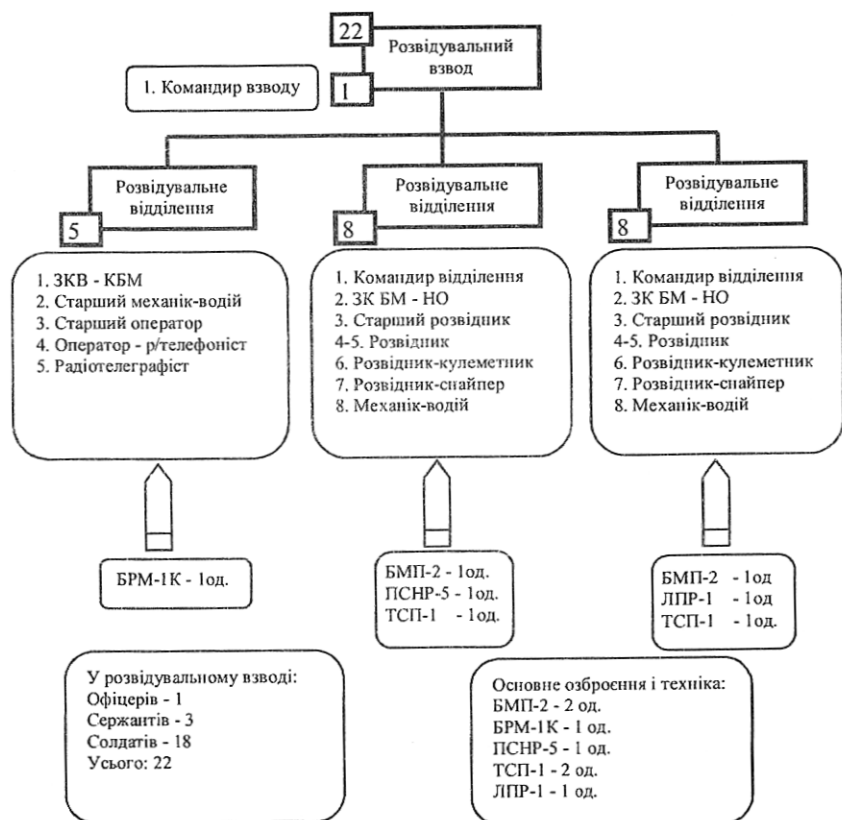 22
Розвідувальний
взвод
1. Командир взводу
1
Розвідувальне
відділення
5
Розвідувальне
відділення
8
Розвідувальне
відділення
8
1. ЗКВ - КБМ
2. Старший механік-водій
3. Старший оператор
4. Оператор - р/телефоніст
5. Радіотелеграфіст
1. Командир відділення
2. ЗК БМ - НО
3. Старший розвідник
4-5. Розвідник
6. Розвідник-кулеметник
7. Розвідник-снайпер
8. Механік-водій
1. Командир відділення
2. ЗК БМ - НО
3. Старший розвідник
4-5. Розвідник
6. Розвідник-кулеметник
7. Розвідник-снайпер
8. Механік-водій
БРМ-1К - 1од.
БМП-2 - 1од.
ПСНР-5 - 1од.
ТСП-1 - 1од.
БМП-2 - 1од
ЛПР-1 - 1од
ТСП-1 - 1од.
У розвідувальному взводі:
Офіцерів - 1
Сержантів - 3
Солдатів - 18
Усього: 22
Основне озброєння і техніка:
БМП-2 - 2 од.
БРМ-1К - 1 од.
ПСНР-5 - 1 од.
ТСП-1 - 2 од.
ЛПР-1 - 1 од.